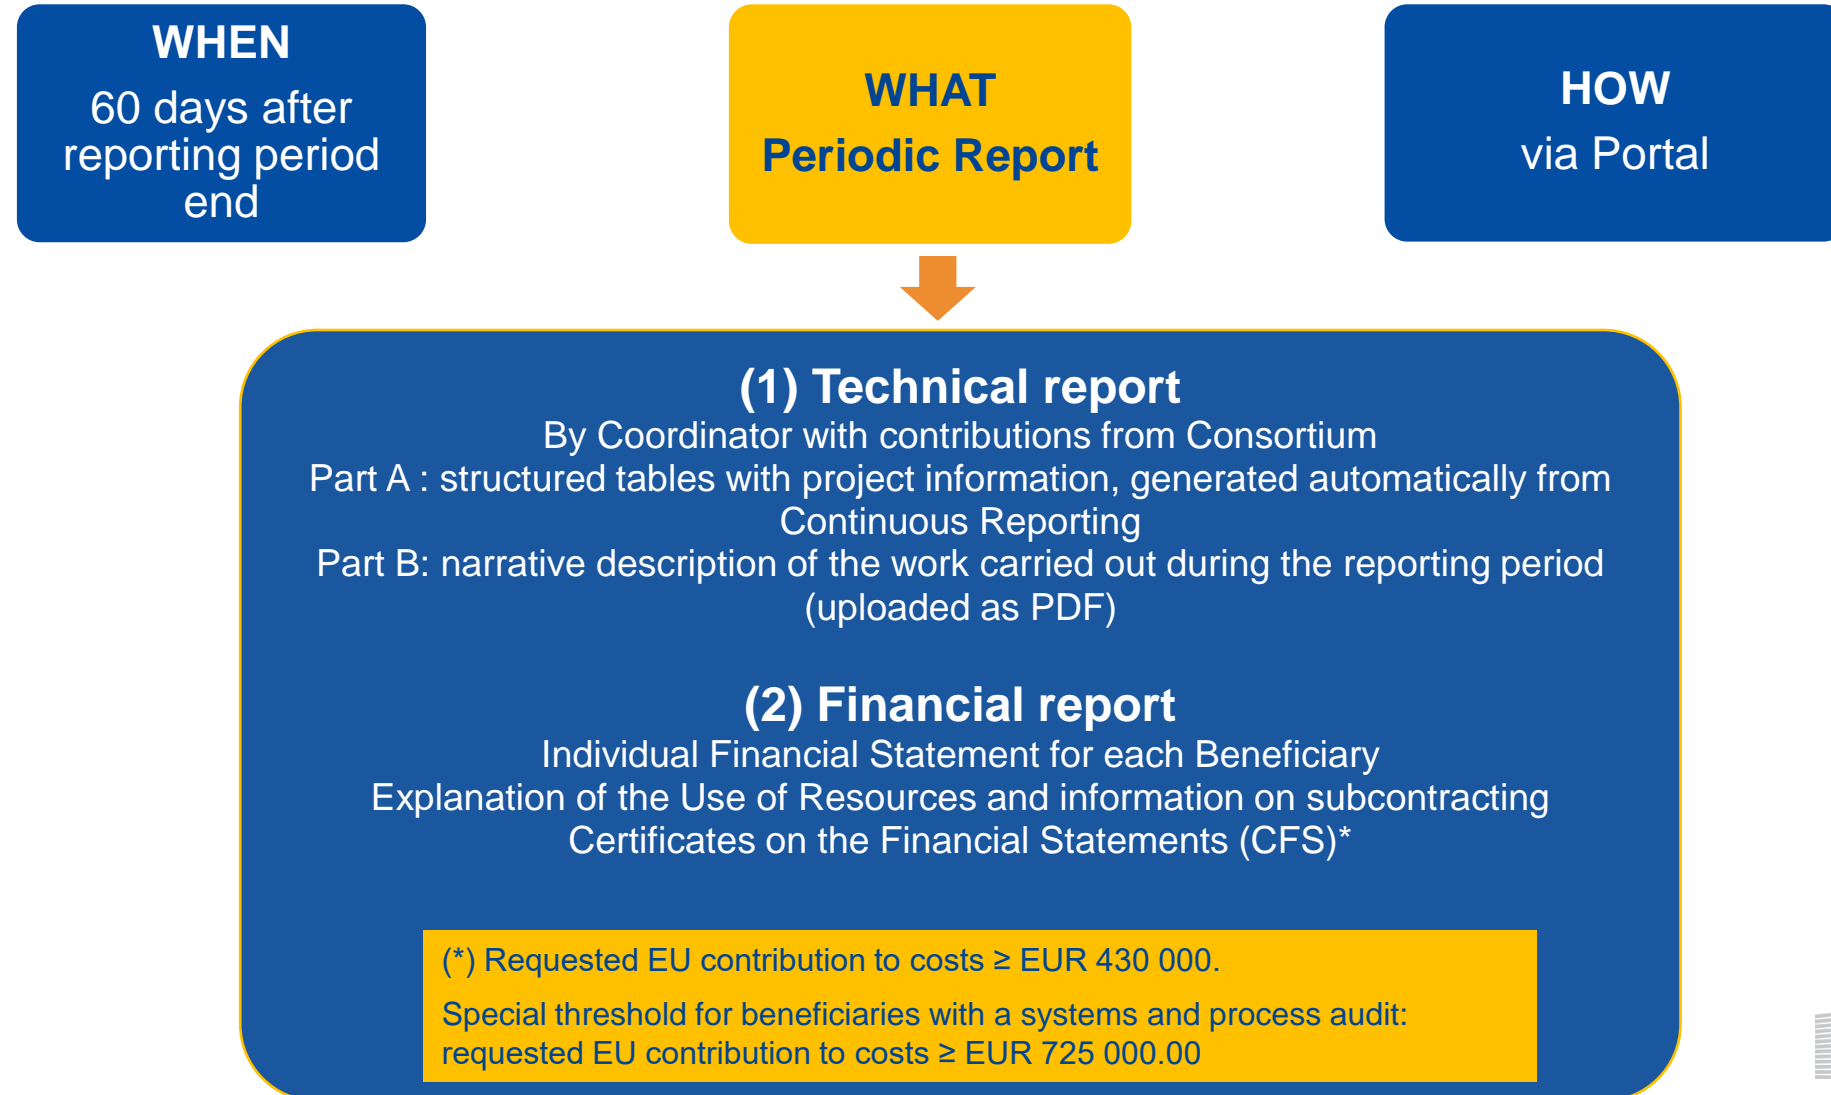 WHEN
60 days after
reporting period
end
WHAT
Periodic Report
HOW
via Portal
(1) Technical report
By Coordinator with contributions from Consortium
Part A : structured tables with project information, generated automatically from
Continuous Reporting
Part B: narrative description of the work carried out during the reporting period
(uploaded as PDF)
(2) Financial report
Individual Financial Statement for each Beneficiary
Explanation of the Use of Resources and information on subcontracting
Certificates on the Financial Statements (CFS)*
(*) Requested EU contribution to costs ≥ EUR 430 000.
Special threshold for beneficiaries with a systems and process audit:
requested EU contribution to costs ≥ EUR 725 000.00